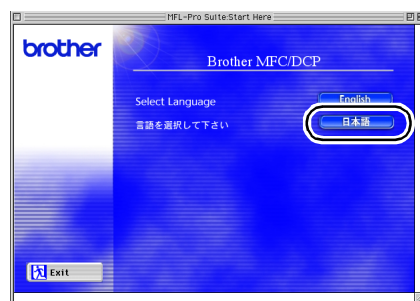 MFL-Pro Suite:Start Here
brother
Brother MFC/DCP
Select Language
English
言語を選択して下さい
日本語
Exit